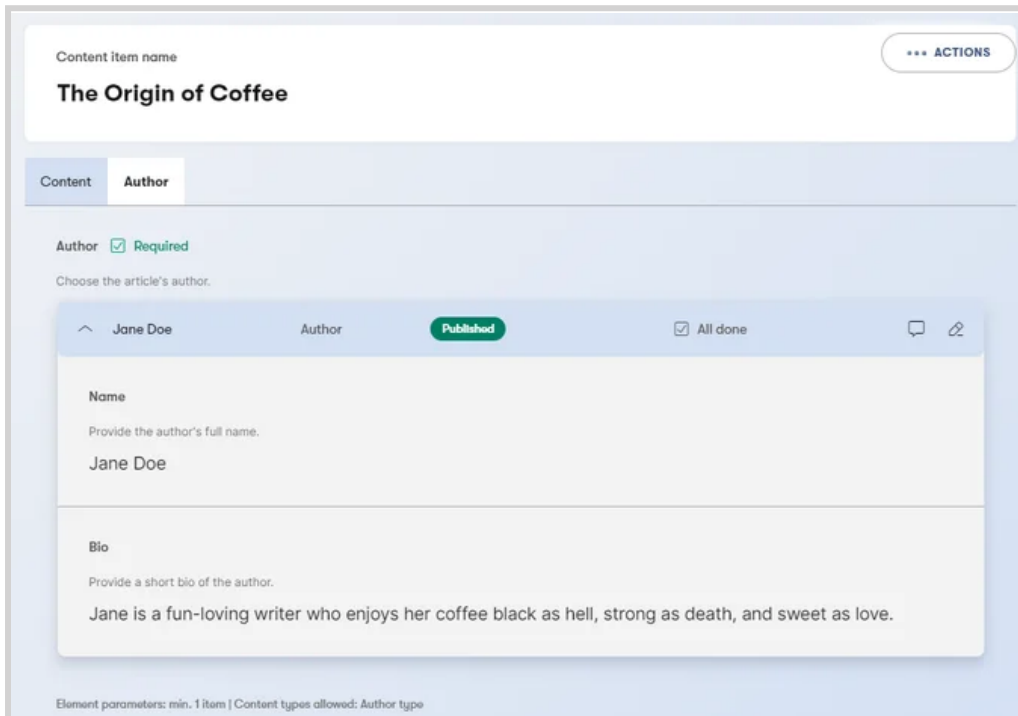 Content item name
ACTIONS
The Origin of Coffee
Content Author
Author Required
Choose the article's author.
Jane Doe Author Published All done
Name
Provide the author's full name.
Jane Doe
Bio
Provide a short bio of the author.
Jane is a fun-loving writer who enjoys her coffee black as hell, strong as death, and sweet as love.
Element parameters: min. 1 item | Content types allowed: Author type